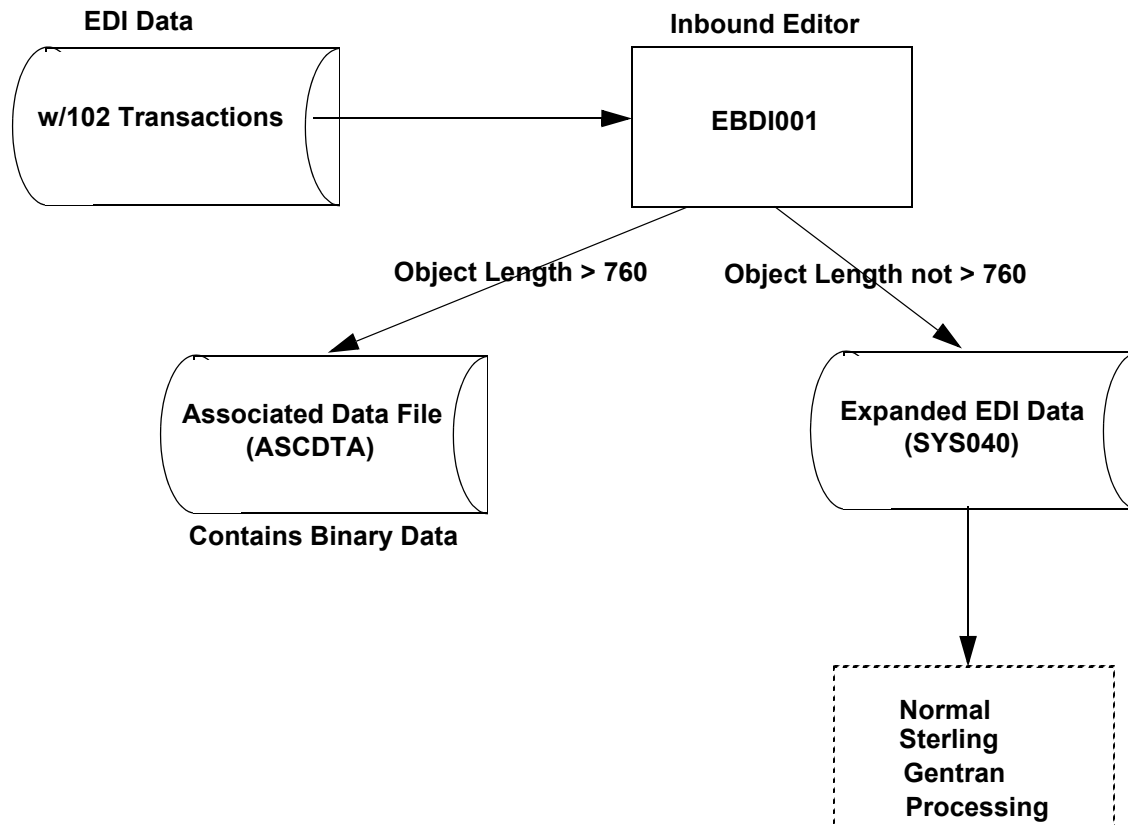 EDI Data
Inbound Editor
w/102 Transactions
EBDI001
Object Length > 760
Object Length not > 760
Associated Data File
(ASCDTA)
Expanded EDI Data
(SYS040)
Contains Binary Data
Normal
Sterling
Gentran
Processing